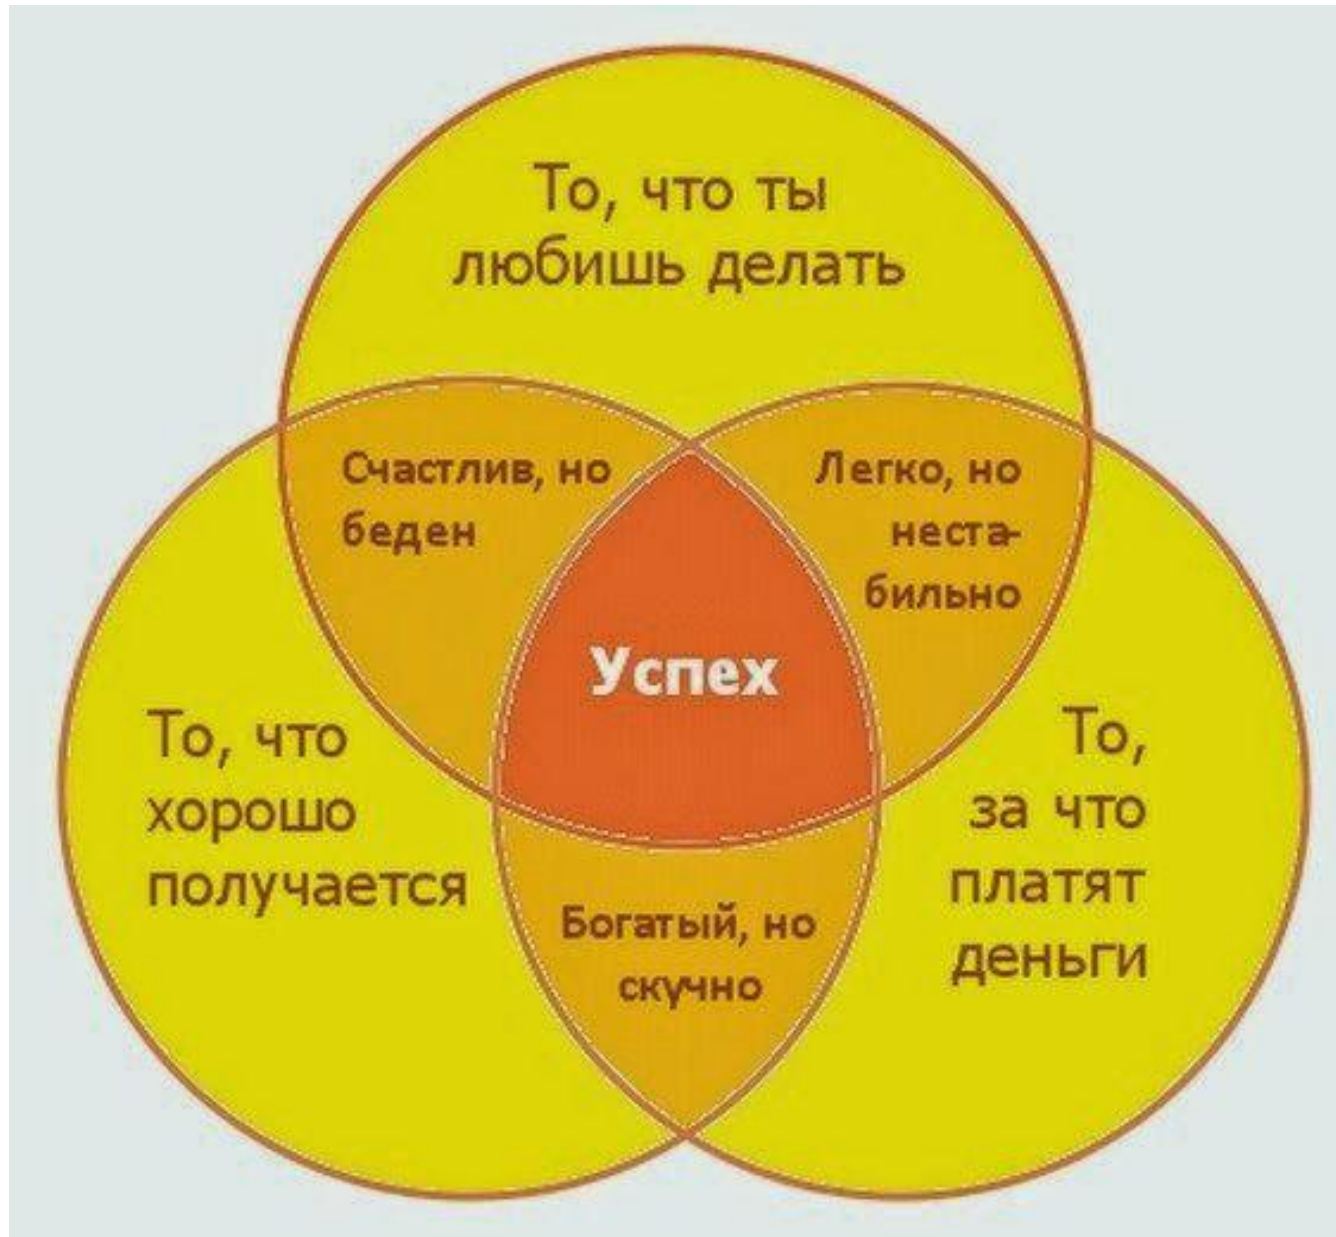 То, что ты
любишь делать
Счастлив, но
беден
Легко, но
неста-
бильно
Успех
То, что
хорошо
получается
То,
за что
платят
деньги
Богатый, но
скучно